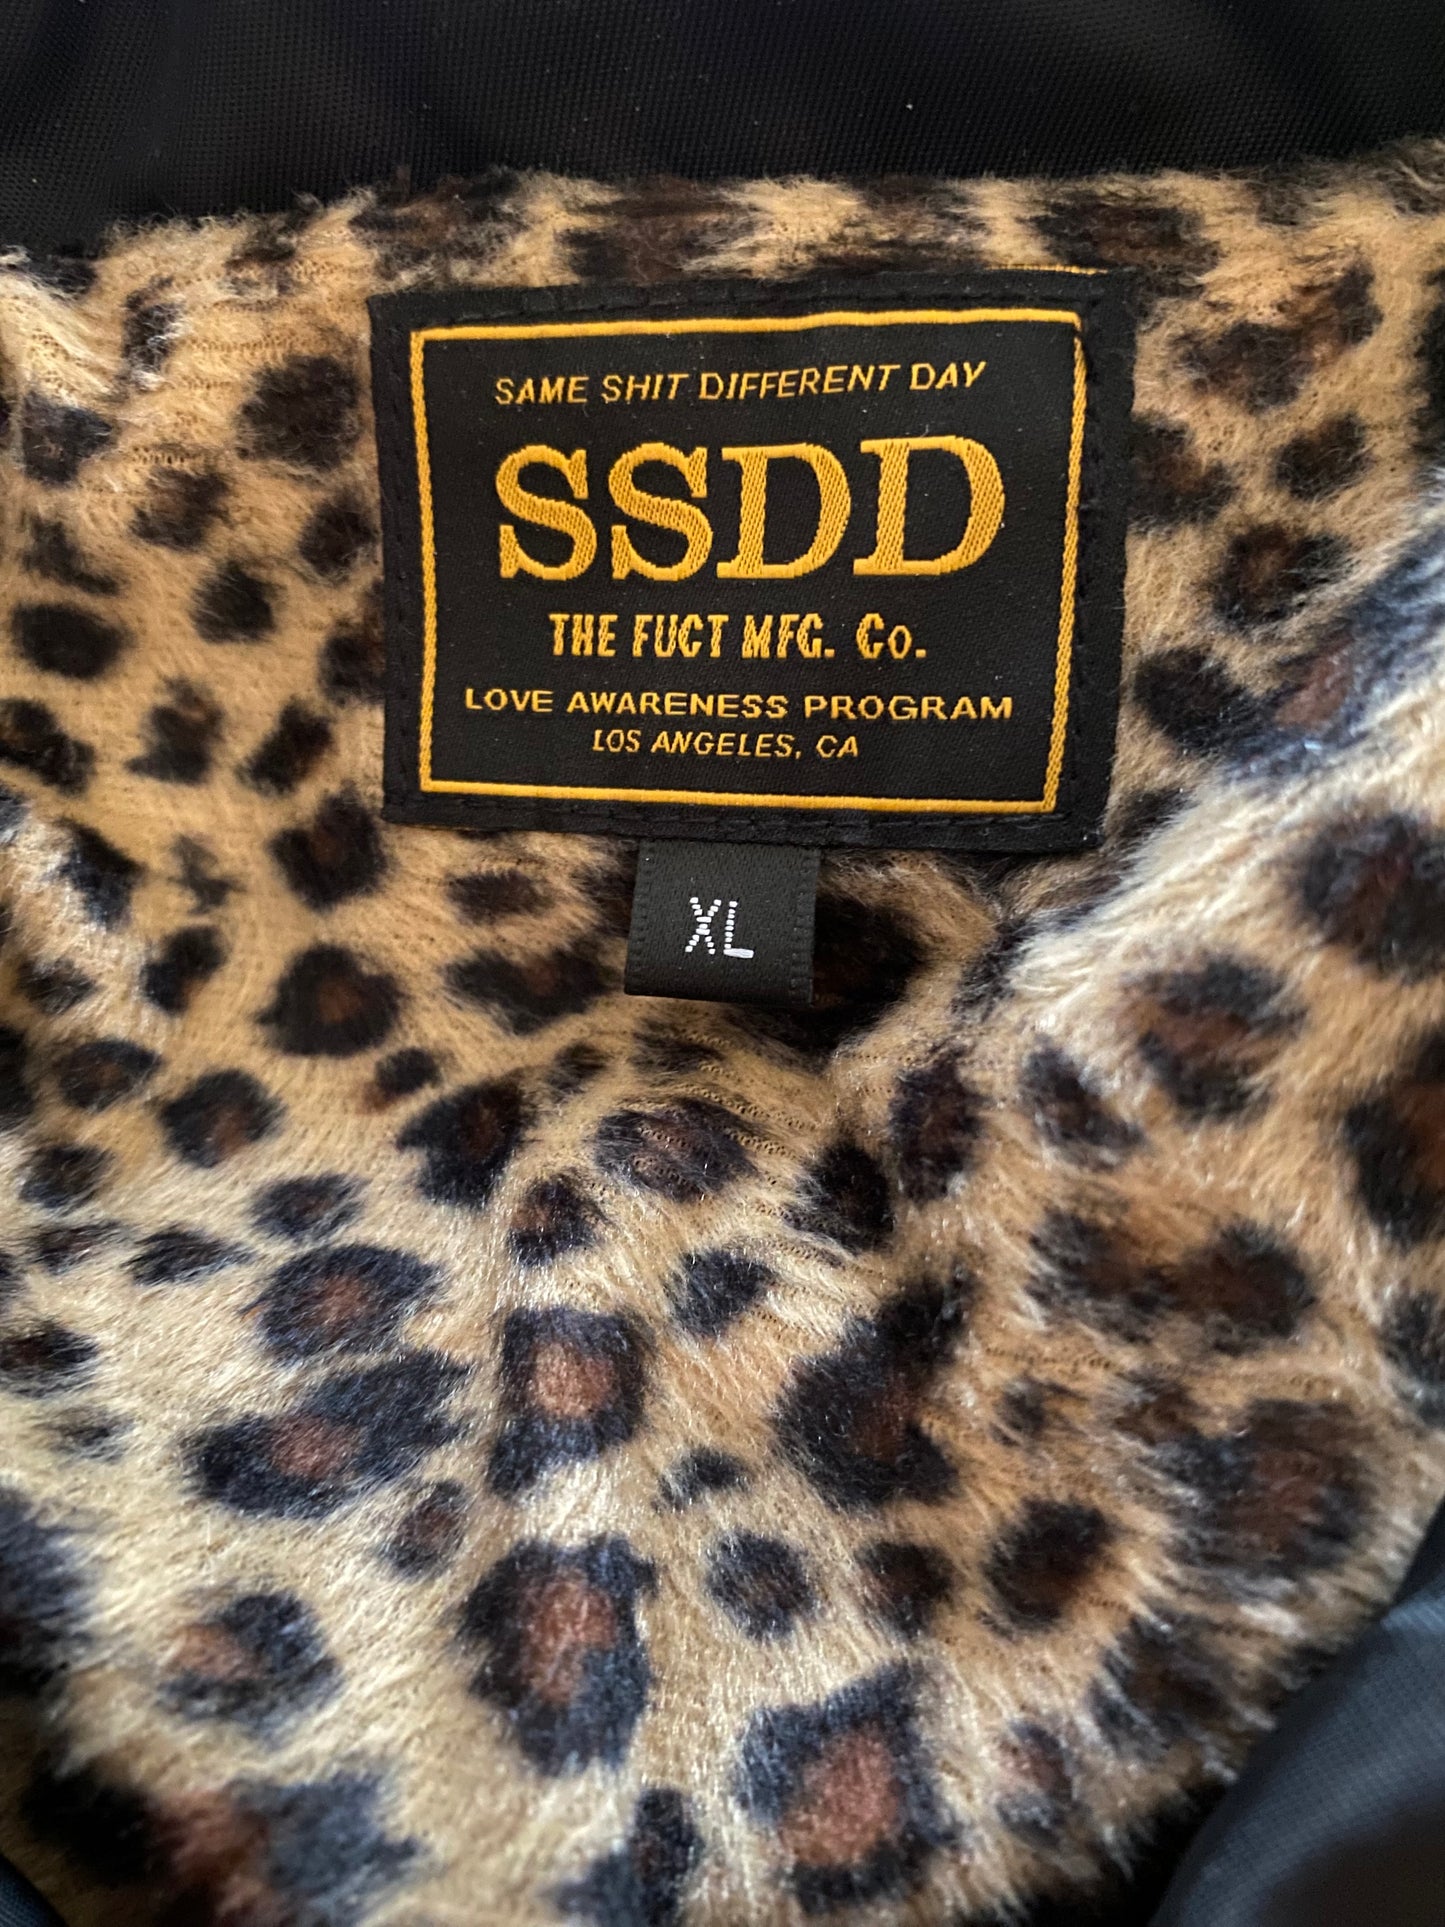 SAME SHIT DIFFERENT DAY
SSDD
THE FUCT MFG. Co.
LOVE AWARENESS PROGRAM
LOS ANGELES, CA
XL